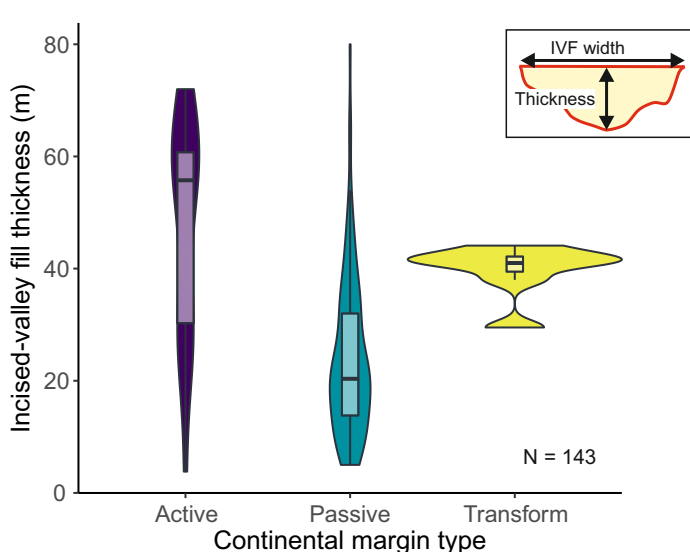 Incised-valley fill thickness (m)
80
60
40
20
0
IVF width
Thickness
N = 143
Active Passive Transform
Continental margin type